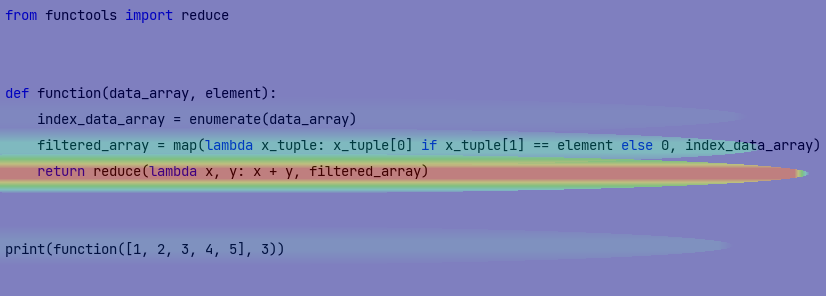 from functools import reduce
def function(data_array, element):
    index_data_array = enumerate(data_array)
    filtered_array = map(lambda x_tuple: x_tuple[0] if x_tuple[1] == element else 0, index_data_array)
    return reduce(lambda x, y: x + y, filtered_array)
print(function([1, 2, 3, 4, 5], 3))